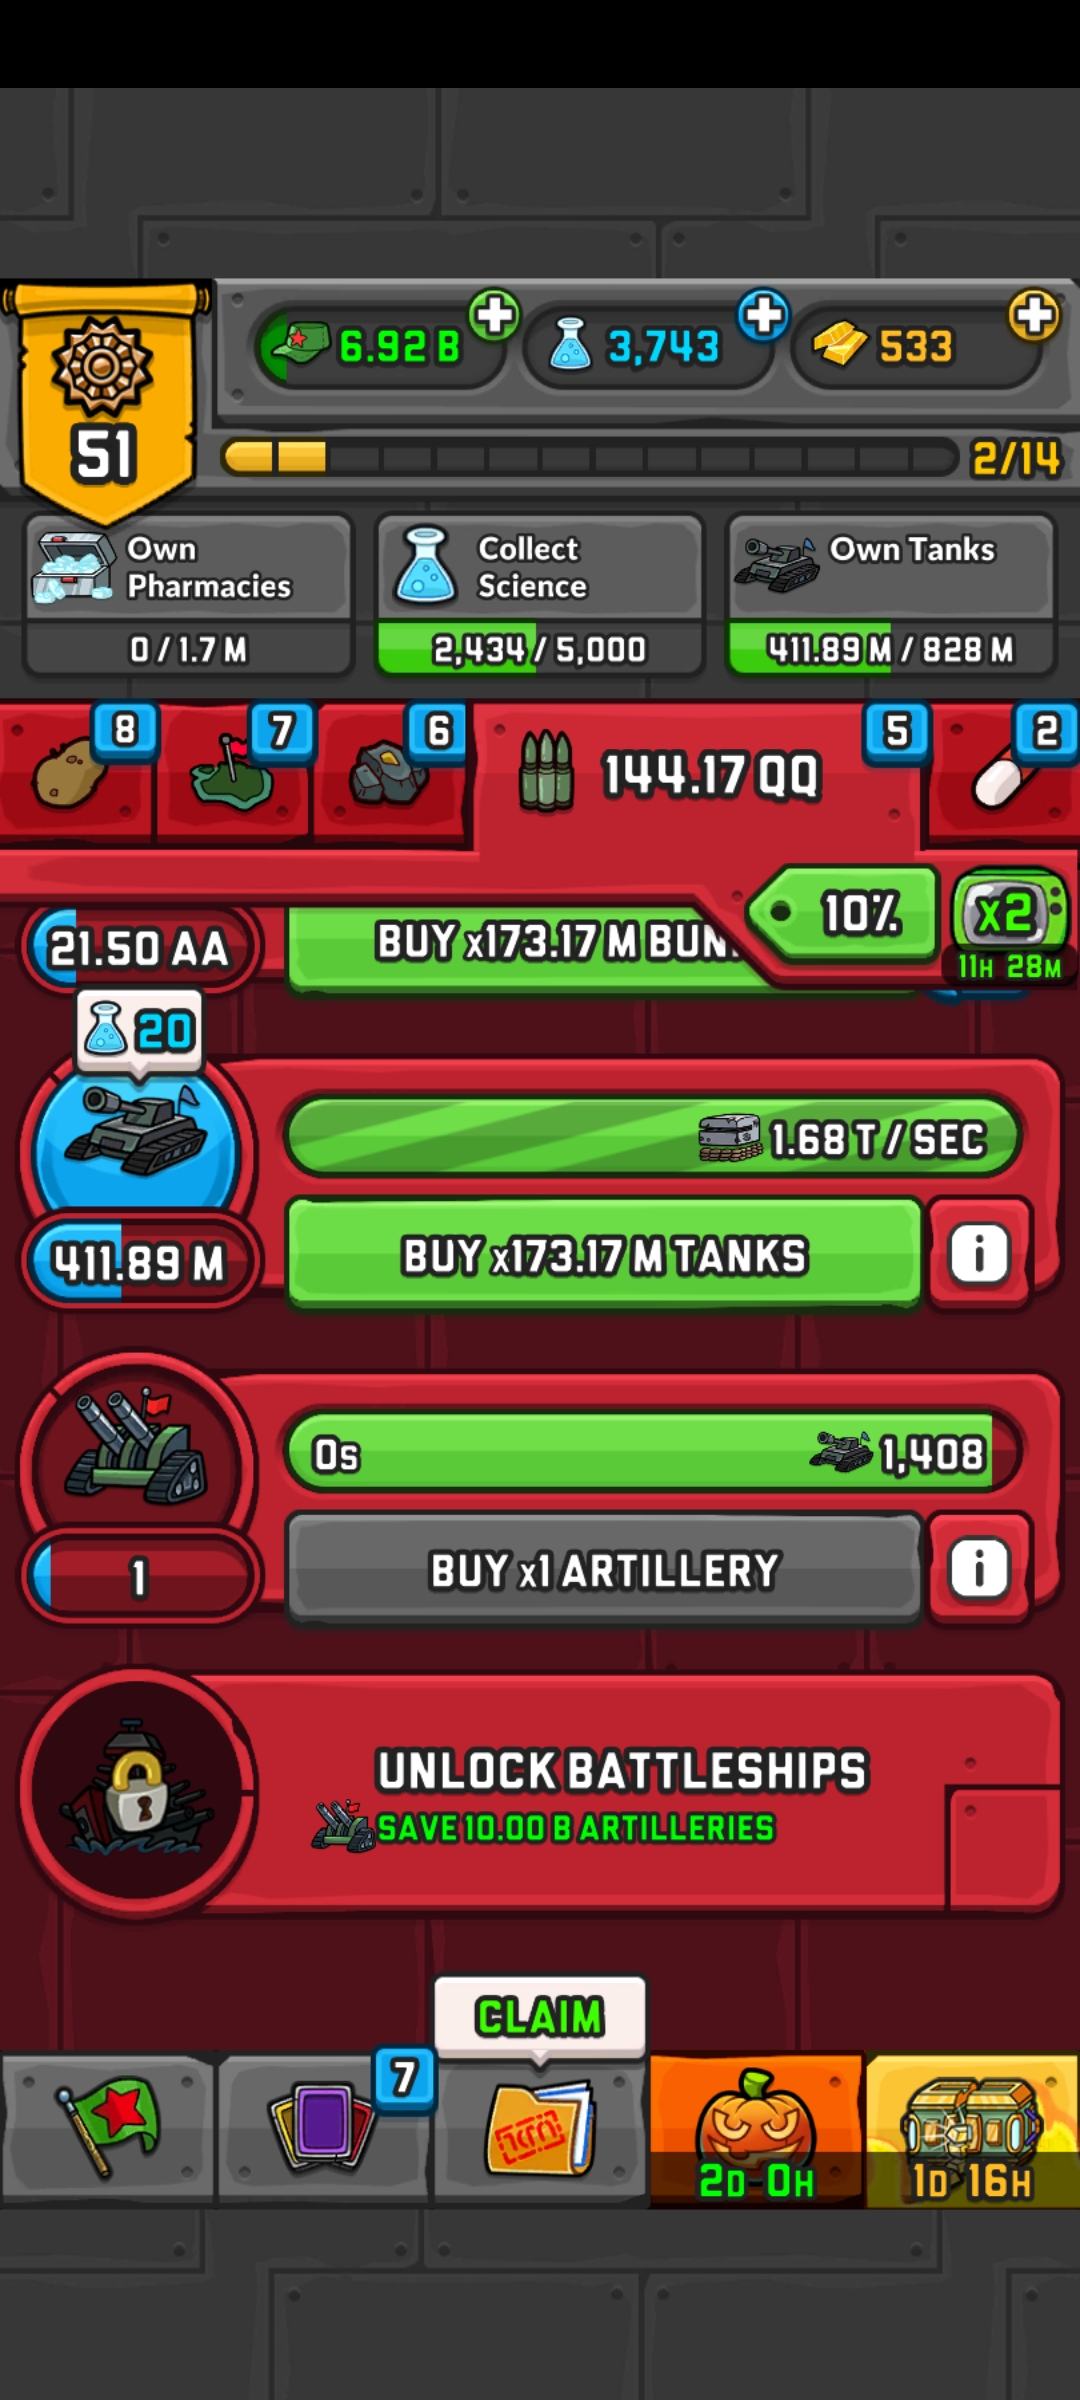 6.92 B
3,743
533
51
2/14
Own Pharmacies
0 / 1.7 M
Collect Science
2,434 / 5,000
Own Tanks
411.89 M / 828 M
8
7
6
144.17 QQ
5
2
10%
x2
11H 28M
21.50 AA
BUY x173.17 M BUN
20
1.68 T / SEC
411.89 M
BUY x173.17 M TANKS
i
0s
1,408
1
BUY x1 ARTILLERY
i
UNLOCK BATTLESHIPS
SAVE 10.00 B ARTILLERIES
CLAIM
7
2D 0H
1D 16H